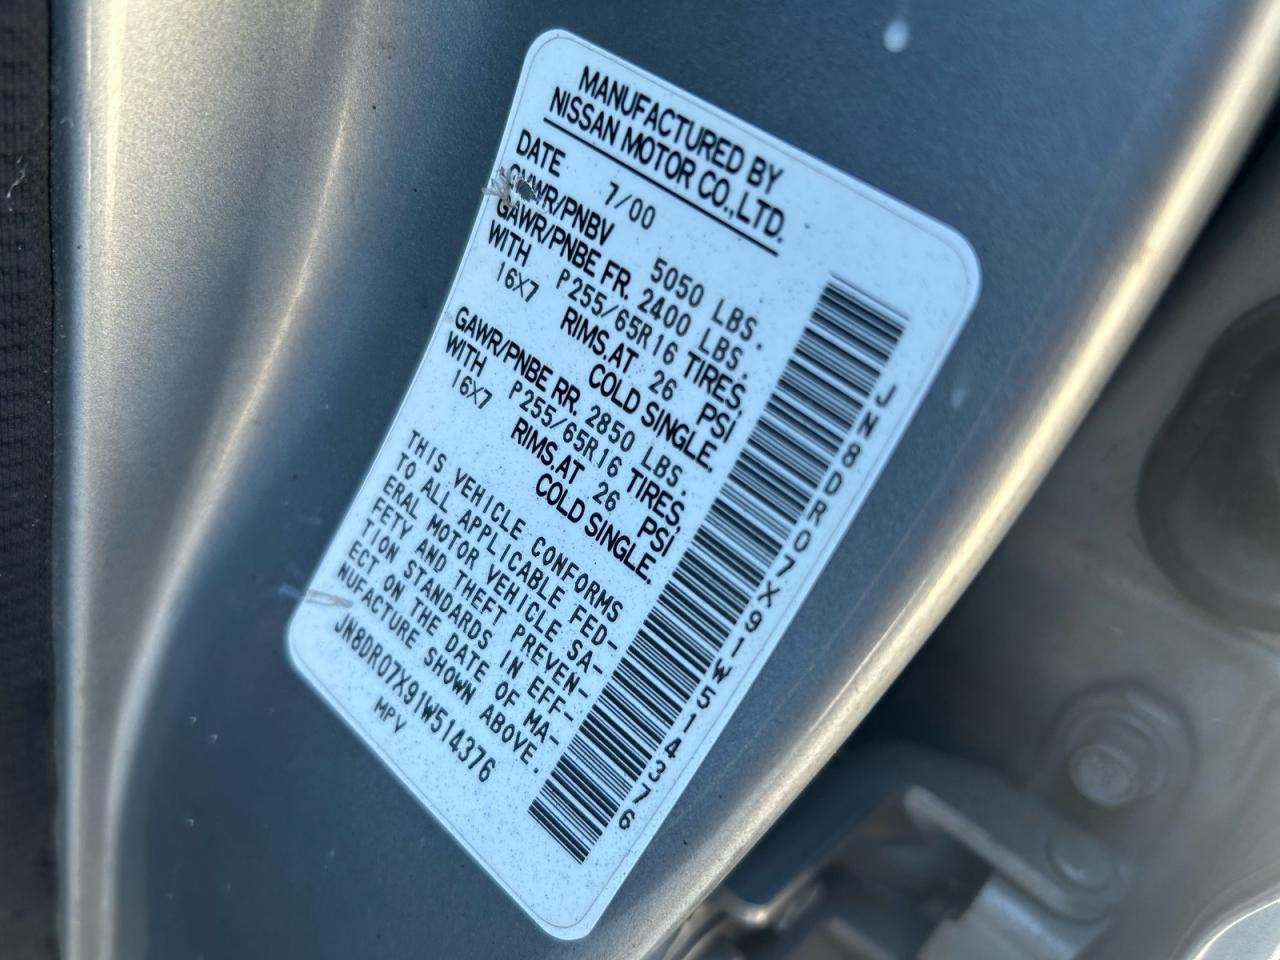 MANUFACTURED BY
NISSAN MOTOR CO.,LTD.
DATE 7/00
GVWR/PNBV 5050 LBS.
GAWR/PNBE FR. 2400 LBS.
WITH P255/65R16 TIRES,
16X7 RIMS.AT 26 PSI
COLD SINGLE.
GAWR/PNBE RR. 2850 LBS.
WITH P255/65R16 TIRES,
16X7 RIMS.AT 26 PSI
COLD SINGLE.
THIS VEHICLE CONFORMS
TO ALL APPLICABLE FED-
ERAL MOTOR VEHICLE SA-
FETY AND THEFT PREVEN-
TION STANDARDS IN EFF-
ECT ON THE DATE OF MA-
NUFACTURE SHOWN ABOVE.
JN8DR07X91W514376
MPV
JN8DR07X91W514376